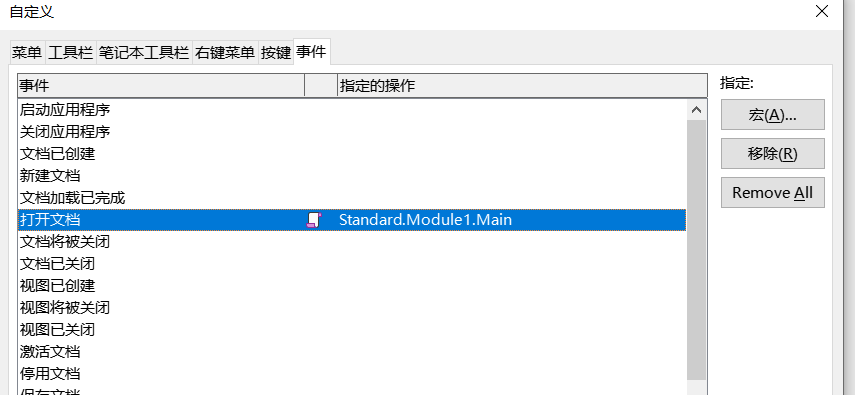 自定义
菜单 工具栏 笔记本工具栏 右键菜单 按键 事件
事件 指定的操作
指定:
启动应用程序
宏(A)...
关闭应用程序
文档已创建
移除(R)
新建文档
文档加载已完成
Remove All
打开文档 Standard.Module1.Main
文档将被关闭
文档已关闭
视图已创建
视图将被关闭
视图已关闭
激活文档
停用文档
保存文档